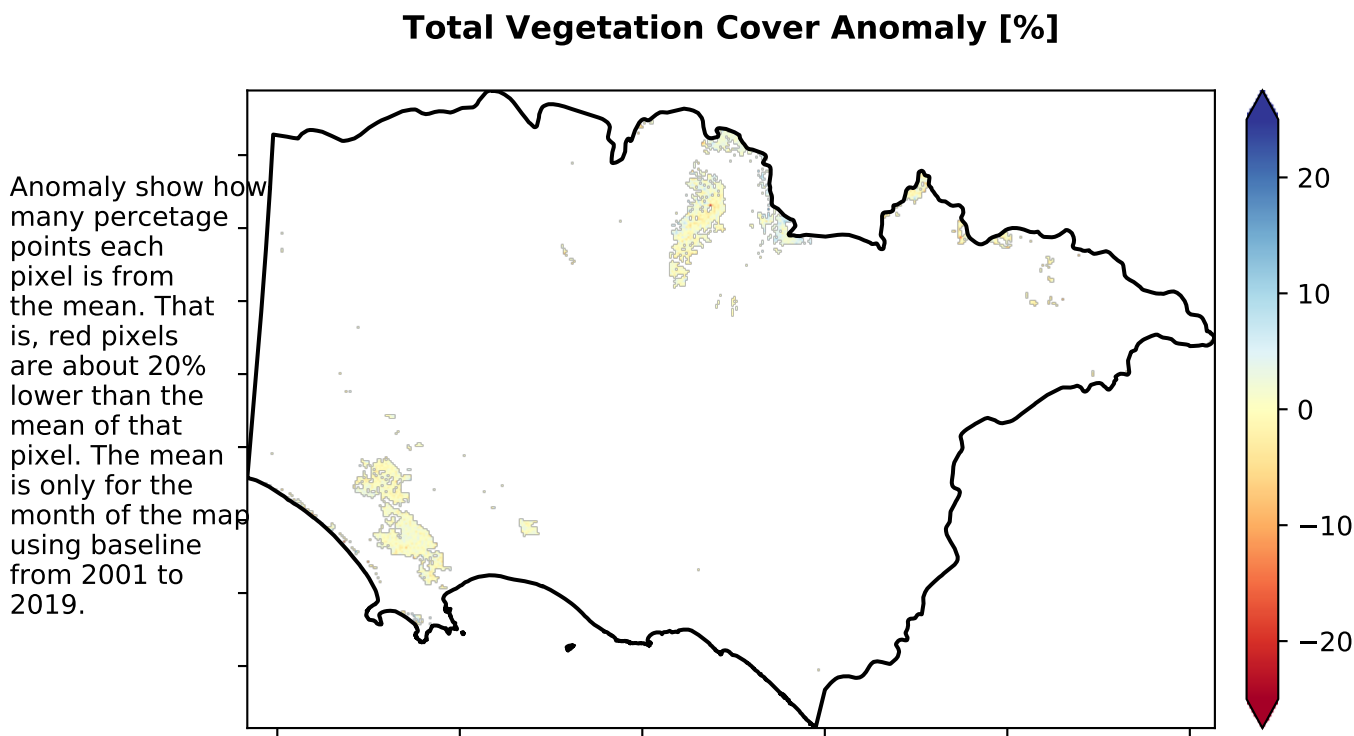 Total Vegetation Cover Anomaly [%]
Anomaly show how
many percetage
points each
pixel is from
the mean. That
is, red pixels
are about 20%
lower than the
mean of that
pixel. The mean
is only for the
month of the map
using baseline
from 2001 to
2019.
20
10
0
−10
−20